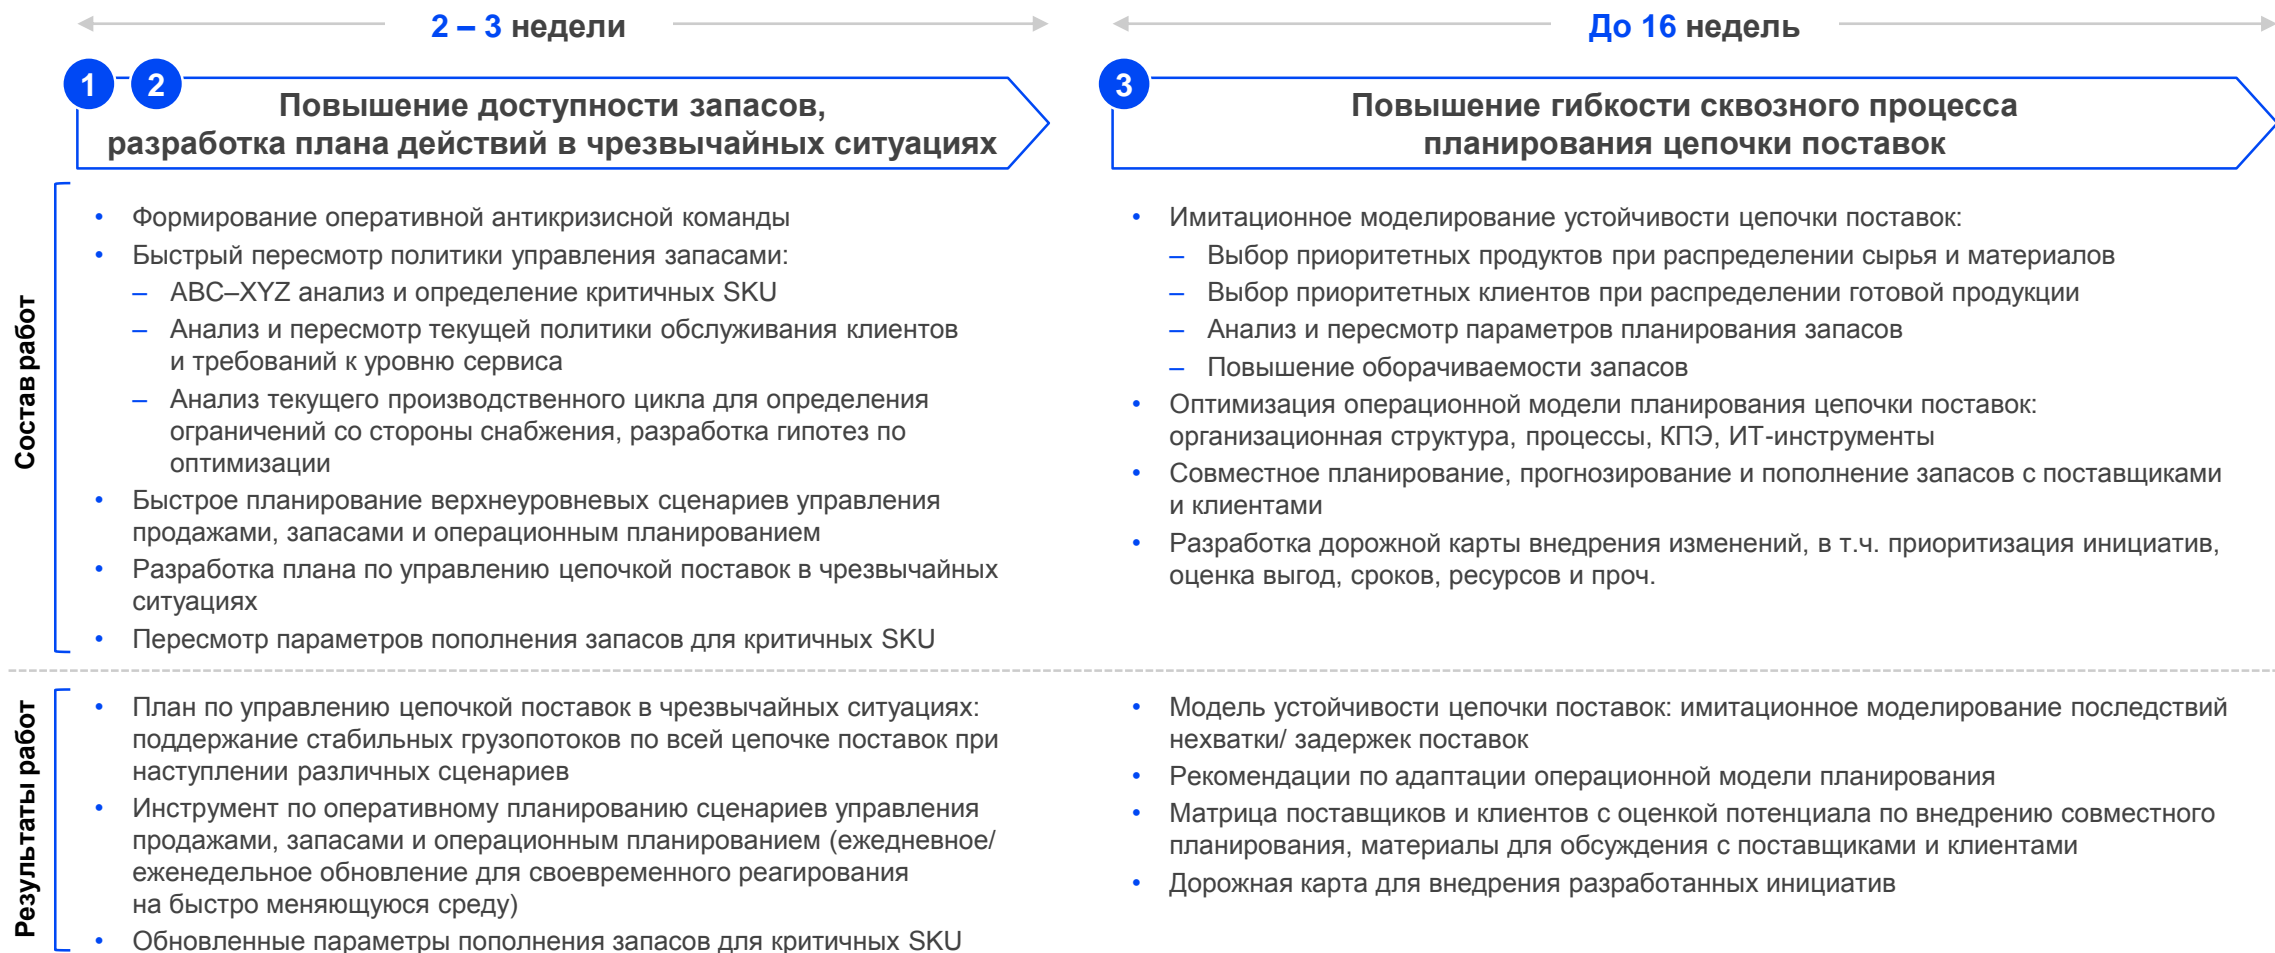 2 – 3 недели
До 16 недель
1 2
Повышение доступности запасов,
разработка плана действий в чрезвычайных ситуациях
3
Повышение гибкости сквозного процесса
планирования цепочки поставок
Состав работ
• Формирование оперативной антикризисной команды
• Быстрый пересмотр политики управления запасами:
– ABC–XYZ анализ и определение критичных SKU
– Анализ и пересмотр текущей политики обслуживания клиентов
и требований к уровню сервиса
– Анализ текущего производственного цикла для определения
ограничений со стороны снабжения, разработка гипотез по
оптимизации
• Быстрое планирование верхнеуровневых сценариев управления
продажами, запасами и операционным планированием
• Разработка плана по управлению цепочкой поставок в чрезвычайных
ситуациях
• Пересмотр параметров пополнения запасов для критичных SKU
• Имитационное моделирование устойчивости цепочки поставок:
– Выбор приоритетных продуктов при распределении сырья и материалов
– Выбор приоритетных клиентов при распределении готовой продукции
– Анализ и пересмотр параметров планирования запасов
– Повышение оборачиваемости запасов
• Оптимизация операционной модели планирования цепочки поставок:
организационная структура, процессы, КПЭ, ИТ-инструменты
• Совместное планирование, прогнозирование и пополнение запасов с поставщиками
и клиентами
• Разработка дорожной карты внедрения изменений, в т.ч. приоритизация инициатив,
оценка выгод, сроков, ресурсов и проч.
Результаты работ
• План по управлению цепочкой поставок в чрезвычайных ситуациях:
поддержание стабильных грузопотоков по всей цепочке поставок при
наступлении различных сценариев
• Инструмент по оперативному планированию сценариев управления
продажами, запасами и операционным планированием (ежедневное/
еженедельное обновление для своевременного реагирования
на быстро меняющуюся среду)
• Обновленные параметры пополнения запасов для критичных SKU
• Модель устойчивости цепочки поставок: имитационное моделирование последствий
нехватки/ задержек поставок
• Рекомендации по адаптации операционной модели планирования
• Матрица поставщиков и клиентов с оценкой потенциала по внедрению совместного
планирования, материалы для обсуждения с поставщиками и клиентами
• Дорожная карта для внедрения разработанных инициатив